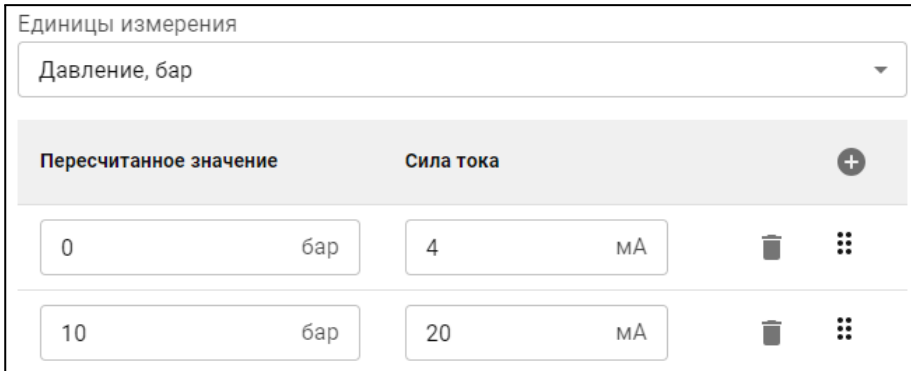 Единицы измерения
Давление, бар
Пересчитанное значение Сила тока
0 бар 4 мА
10 бар 20 мА